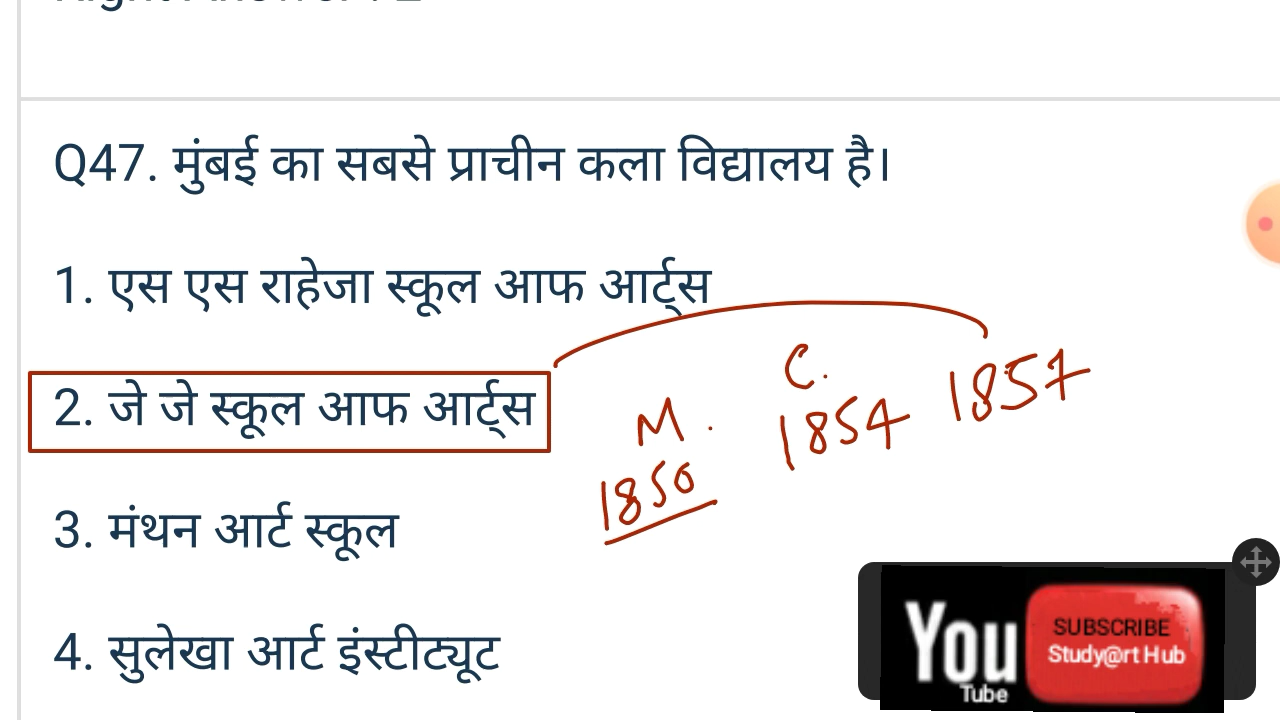 Q47. मुंबई का सबसे प्राचीन कला विद्यालय है।
1. एस एस राहेजा स्कूल आफ आर्ट्स
2. जे जे स्कूल आफ आर्ट्स
M.
1850
C.
1854
1857
3. मंथन आर्ट स्कूल
4. सुलेखा आर्ट इंस्टीट्यूट
You
Tube
SUBSCRIBE
Study@rt Hub